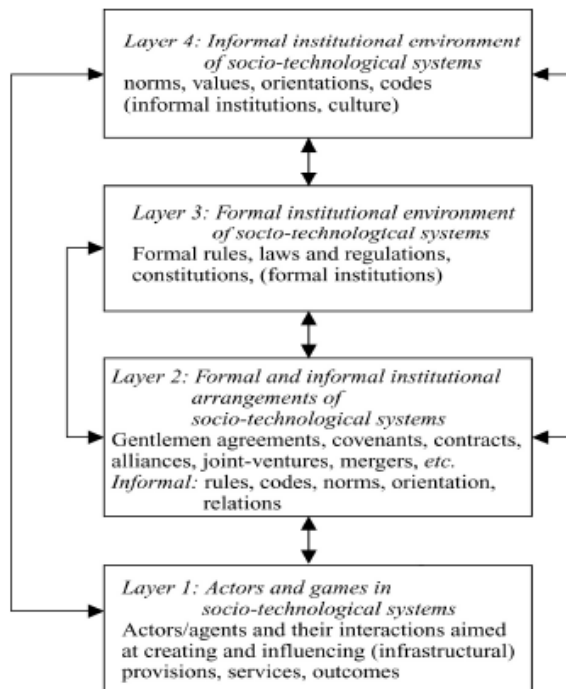 Layer 4: Informal institutional environment
of socio-technological systems
norms, values, orientations, codes
(informal institutions, culture)
Layer 3: Formal institutional environment
of socio-technological systems
Formal rules, laws and regulations,
constitutions, (formal institutions)
Layer 2: Formal and informal institutional
arrangements of
socio-technological systems
Gentlemen agreements, covenants, contracts,
alliances, joint-ventures, mergers, etc.
Informal: rules, codes, norms, orientation,
relations
Layer 1: Actors and games in
socio-technological systems
Actors/agents and their interactions aimed
at creating and influencing (infrastructural)
provisions, services, outcomes